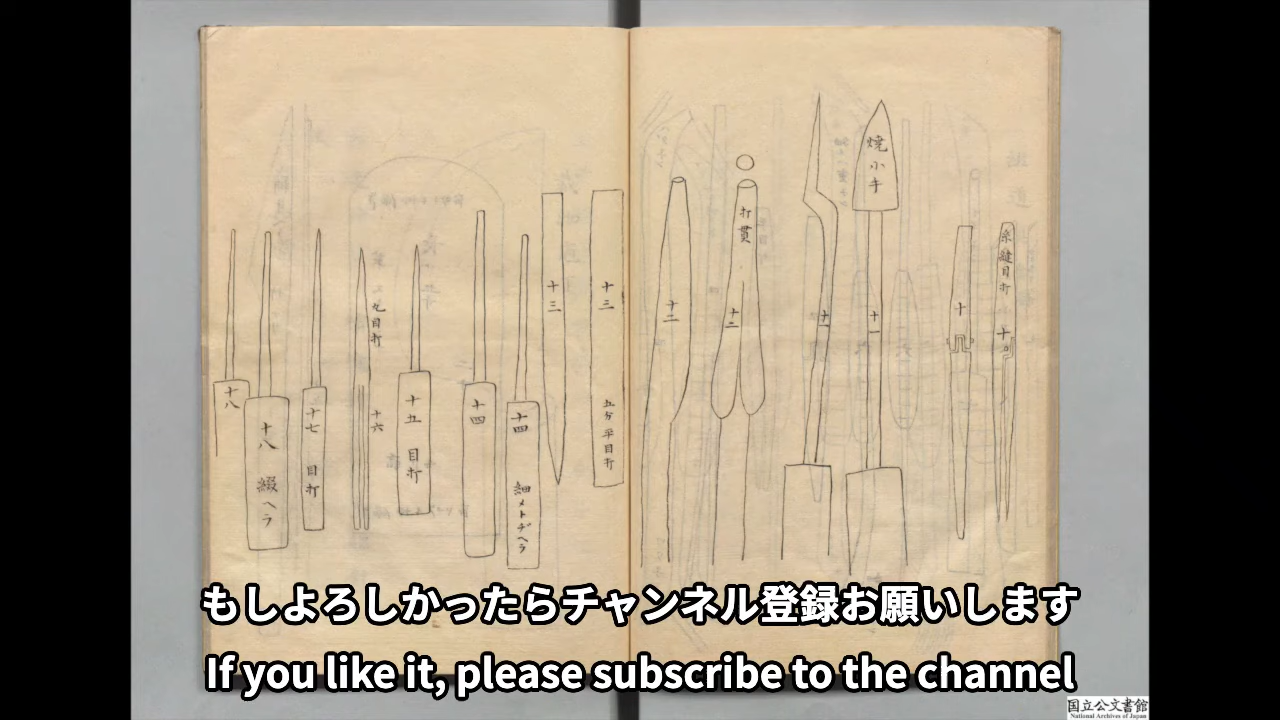 焼小キ
十一
十一
打貫
十二
十二
糸縫目打
十
十三
五分平目打
十三
十四
細メトヂヘラ
十四
十五
目打
丸目打
十六
十七
目打
十八
綴ヘラ
十八
もしよろしかったらチャンネル登録お願いします
If you like it, please subscribe to the channel
国立公文書館
National Archives of Japan